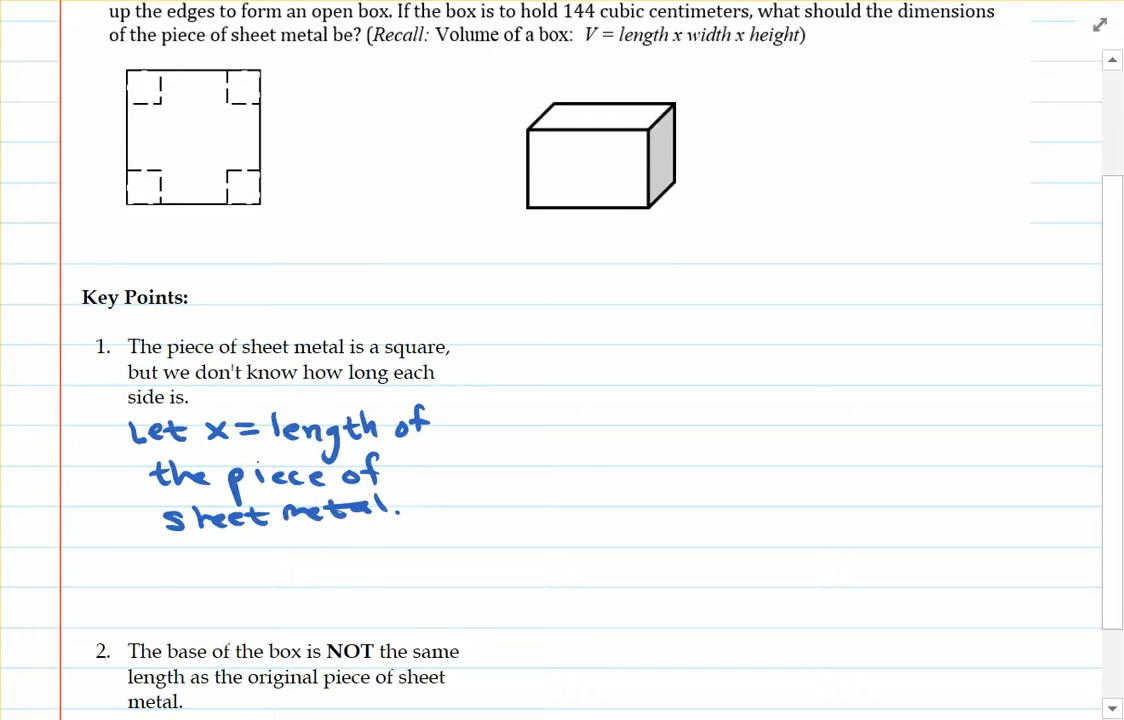 up the edges to form an open box. If the box is to hold 144 cubic centimeters, what should the dimensions
of the piece of sheet metal be? (Recall: Volume of a box: V = length x width x height)
Key Points:
1. The piece of sheet metal is a square,
but we don't know how long each
side is.
Let x = length of
the piece of
sheet metal.
2. The base of the box is NOT the same
length as the original piece of sheet
metal.